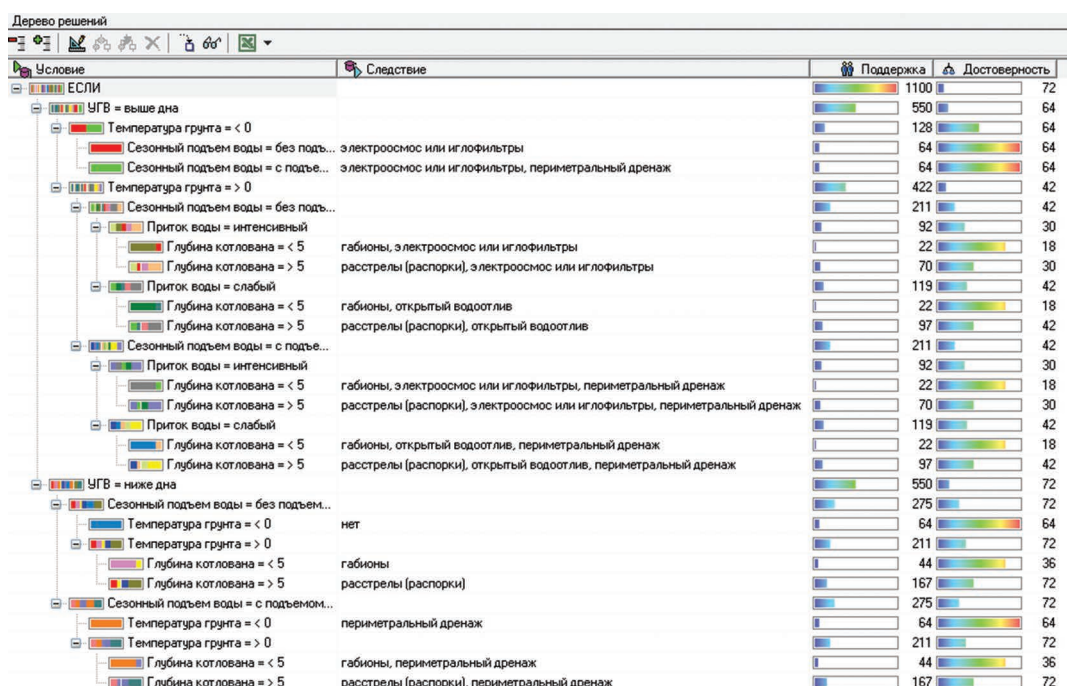 Дерево решений
Условие Следствие Поддержка Достоверность
ЕСЛИ 1100 72
УГВ = выше дна 550 64
Температура грунта = < 0 128 64
Сезонный подъем воды = без подъ... электроосмос или иглофильтры 64 64
Сезонный подъем воды = с подъе... электроосмос или иглофильтры, периметральный дренаж 64 64
Температура грунта = > 0 422 42
Сезонный подъем воды = без подъ... 211 42
Приток воды = интенсивный 92 30
Глубина котлована = < 5 габионы, электроосмос или иглофильтры 22 18
Глубина котлована = > 5 расстрелы (распорки), электроосмос или иглофильтры 70 30
Приток воды = слабый 119 42
Глубина котлована = < 5 габионы, открытый водоотлив 22 18
Глубина котлована = > 5 расстрелы (распорки), открытый водоотлив 97 42
Сезонный подъем воды = с подъе... 211 42
Приток воды = интенсивный 92 30
Глубина котлована = < 5 габионы, электроосмос или иглофильтры, периметральный дренаж 22 18
Глубина котлована = > 5 расстрелы (распорки), электроосмос или иглофильтры, периметральный дренаж 70 30
Приток воды = слабый 119 42
Глубина котлована = < 5 габионы, открытый водоотлив, периметральный дренаж 22 18
Глубина котлована = > 5 расстрелы (распорки), открытый водоотлив, периметральный дренаж 97 42
УГВ = ниже дна 550 72
Сезонный подъем воды = без подъем... 275 72
Температура грунта = < 0 нет 64 64
Температура грунта = > 0 211 72
Глубина котлована = < 5 габионы 44 36
Глубина котлована = > 5 расстрелы (распорки) 167 72
Сезонный подъем воды = с подъемом... 275 72
Температура грунта = < 0 периметральный дренаж 64 64
Температура грунта = > 0 211 72
Глубина котлована = < 5 габионы, периметральный дренаж 44 36
Глубина котлована = > 5 расстрелы (распорки), периметральный дренаж 167 72